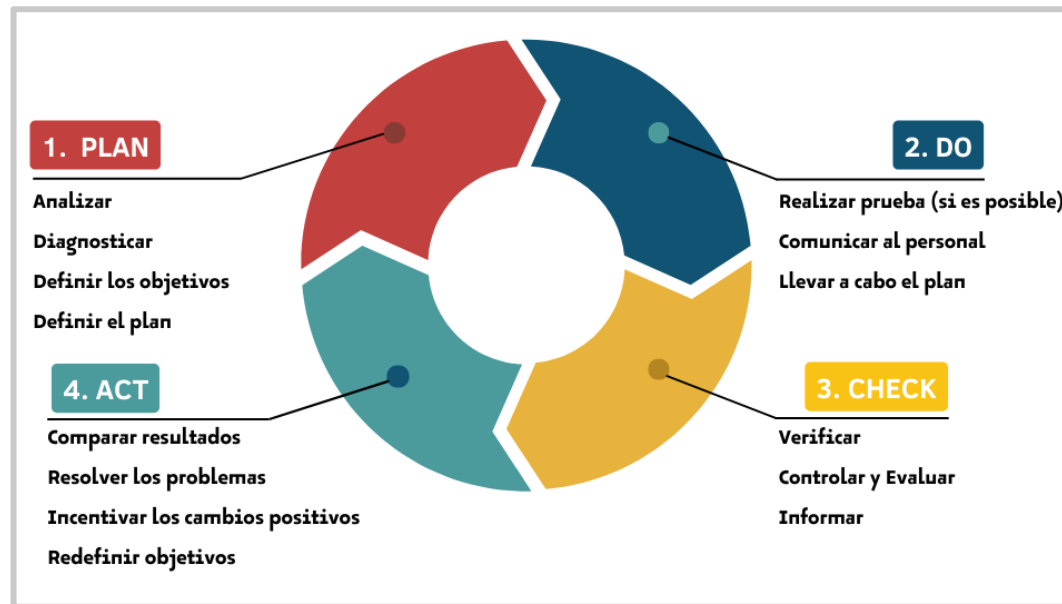 1. PLAN
Analizar
Diagnosticar
Definir los objetivos
Definir el plan
2. DO
Realizar prueba (si es posible)
Comunicar al personal
Llevar a cabo el plan
3. CHECK
Verificar
Controlar y Evaluar
Informar
4. ACT
Comparar resultados
Resolver los problemas
Incentivar los cambios positivos
Redefinir objetivos